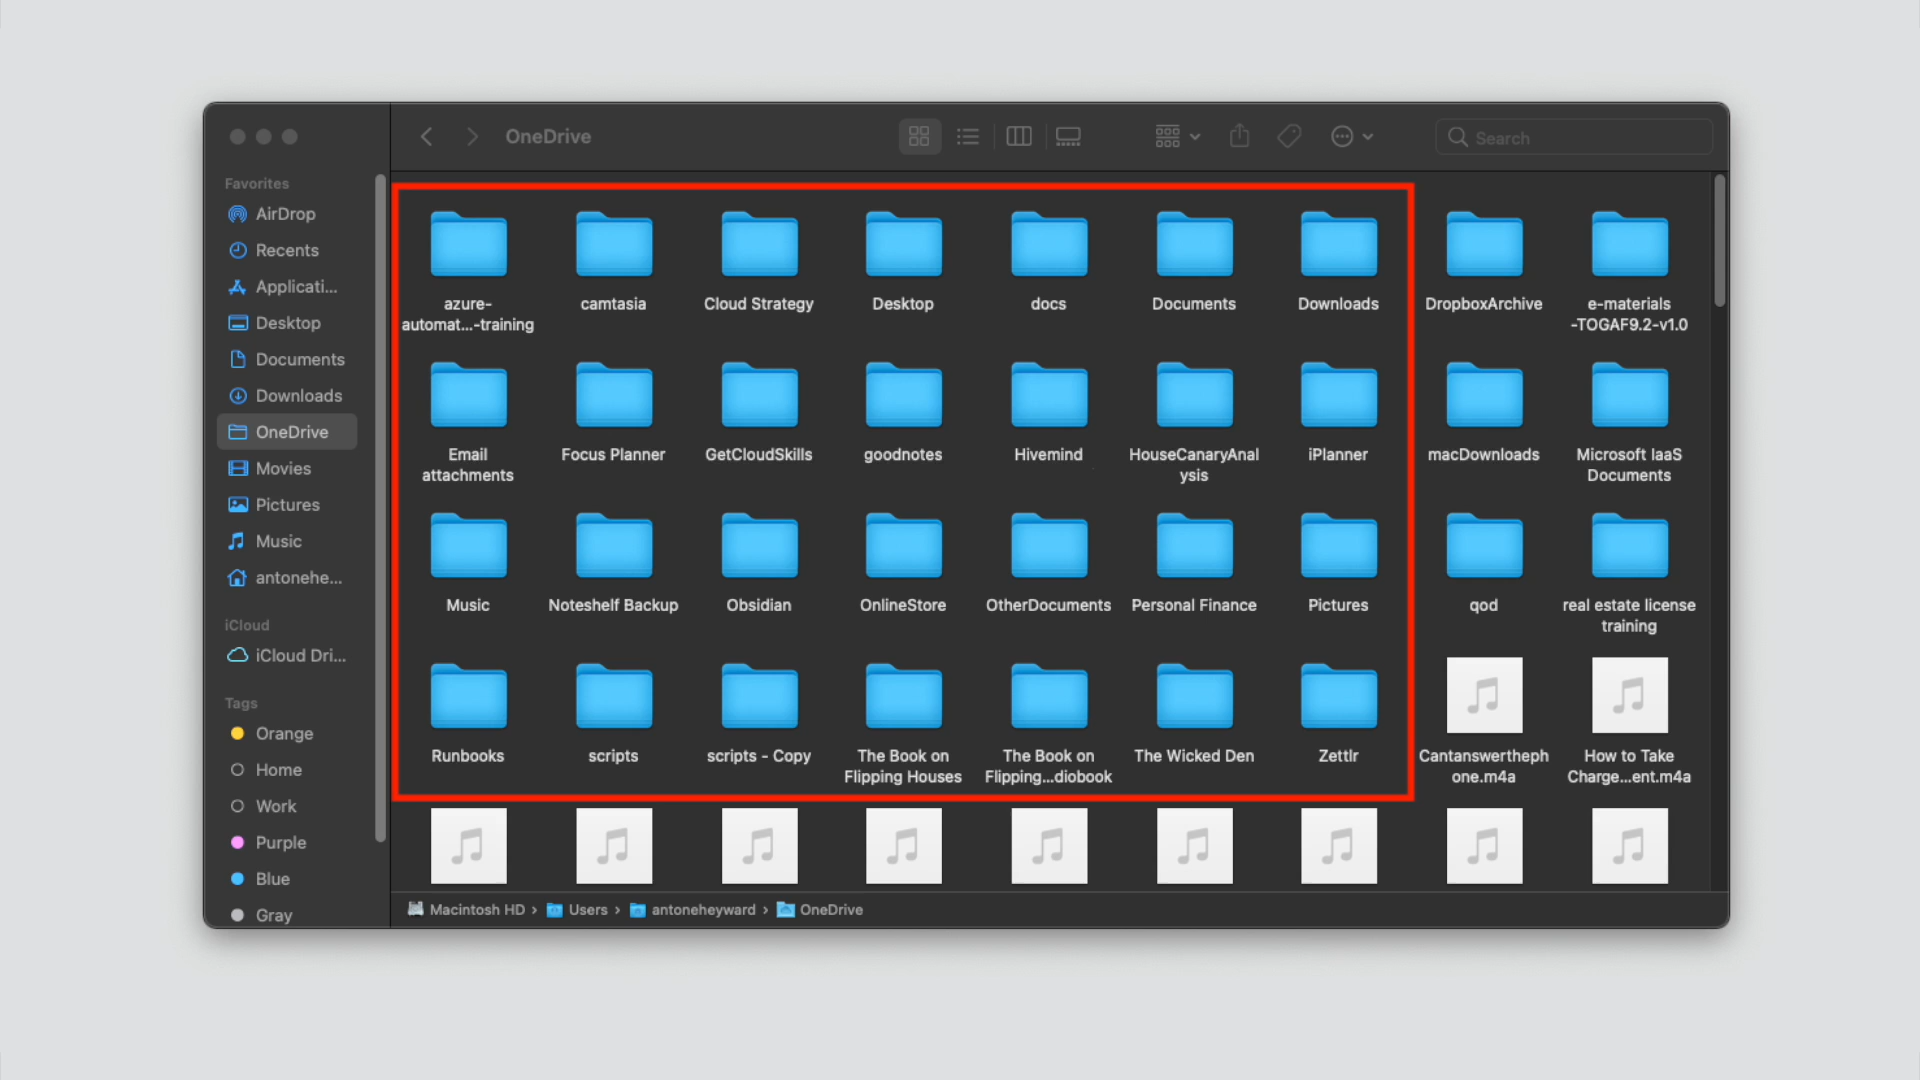 OneDrive
Search
Favorites
AirDrop
Recents
Applicati...
Desktop
Documents
Downloads
OneDrive
Movies
Pictures
Music
antonehe...
iCloud
iCloud Dri...
Tags
Orange
Home
Work
Purple
Blue
Gray
azure-
automat...-training
camtasia
Cloud Strategy
Desktop
docs
Documents
Downloads
DropboxArchive
e-materials
-TOGAF9.2-v1.0
Email
attachments
Focus Planner
GetCloudSkills
goodnotes
Hivemind
HouseCanaryAnal
ysis
iPlanner
macDownloads
Microsoft IaaS
Documents
Music
Noteshelf Backup
Obsidian
OnlineStore
OtherDocuments
Personal Finance
Pictures
qod
real estate license
training
Runbooks
scripts
scripts - Copy
The Book on
Flipping Houses
The Book on
Flipping...diobook
The Wicked Den
Zettlr
Cantanswertheph
one.m4a
How to Take
Charge...ent.m4a
Macintosh HD › Users › antoneheyward › OneDrive